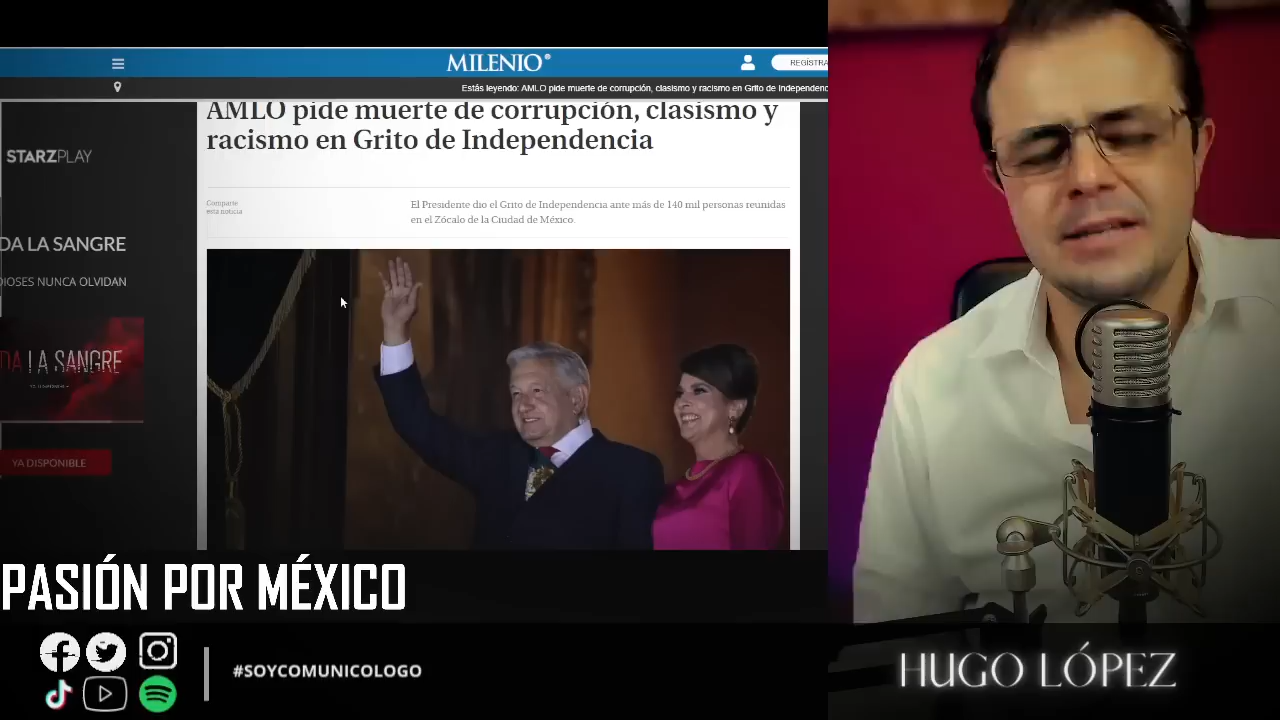 MILENIO®
REGÍSTRA
Estás leyendo: AMLO pide muerte de corrupción, clasismo y racismo en Grito de Independenc
AMLO pide muerte de corrupción, clasismo y
racismo en Grito de Independencia
STARZPLAY
Comparte
esta noticia
El Presidente dio el Grito de Independencia ante más de 140 mil personas reunidas
en el Zócalo de la Ciudad de México.
DA LA SANGRE
DIOSES NUNCA OLVIDAN
DA LA SANGRE
YA DISPONIBLE
PASIÓN POR MÉXICO
#SOYCOMUNICOLOGO
HUGO LÓPEZ